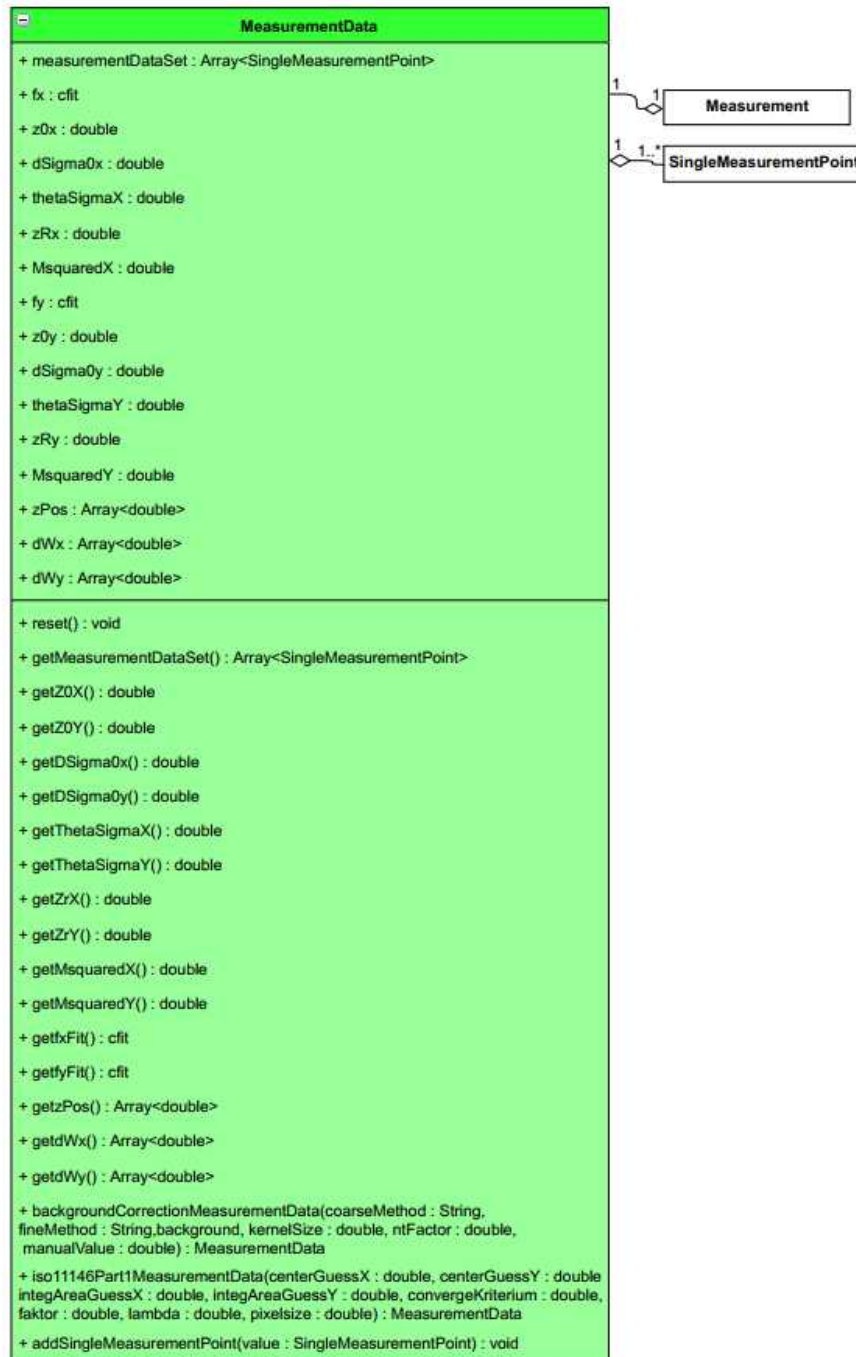 MeasurementData
+ measurementDataSet : Array<SingleMeasurementPoint>
+ fx : cfit
+ z0x : double
+ dSigma0x : double
+ thetaSigmaX : double
+ zRx : double
+ MsquaredX : double
+ fy : cfit
+ z0y : double
+ dSigma0y : double
+ thetaSigmaY : double
+ zRy : double
+ MsquaredY : double
+ zPos : Array<double>
+ dWx : Array<double>
+ dWy : Array<double>
+ reset() : void
+ getMeasurementDataSet() : Array<SingleMeasurementPoint>
+ getZ0X() : double
+ getZ0Y() : double
+ getDSigma0x() : double
+ getDSigma0y() : double
+ getThetaSigmaX() : double
+ getThetaSigmaY() : double
+ getZrX() : double
+ getZrY() : double
+ getMsquaredX() : double
+ getMsquaredY() : double
+ getfxFit() : cfit
+ getfyFit() : cfit
+ getzPos() : Array<double>
+ getdWx() : Array<double>
+ getdWy() : Array<double>
+ backgroundCorrectionMeasurementData(coarseMethod : String,
fineMethod : String,background, kernelSize : double, ntFactor : double,
manualValue : double) : MeasurementData
+ iso11146Part1MeasurementData(centerGuessX : double, centerGuessY : double
integAreaGuessX : double, integAreaGuessY : double, convergeKriterium : double,
faktor : double, lambda : double, pixelsize : double) : MeasurementData
+ addSingleMeasurementPoint(value : SingleMeasurementPoint) : void
1 1
Measurement
1 1..*
SingleMeasurementPoint